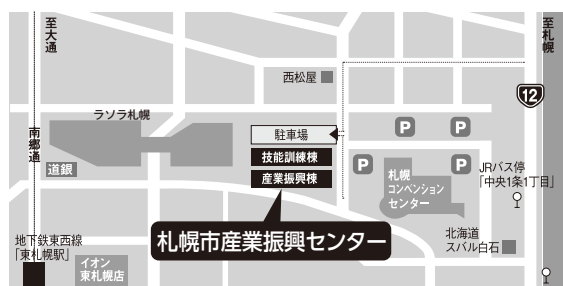 至大通
至札幌
西松屋
12
ラソラ札幌
駐車場
P
P
南郷通
技能訓練棟
道銀
産業振興棟
P
P
札幌
コンベンション
センター
JRバス停
「中央1条1丁目」
札幌市産業振興センター
北海道
スバル白石
地下鉄東西線
「東札幌駅」
イオン
東札幌店